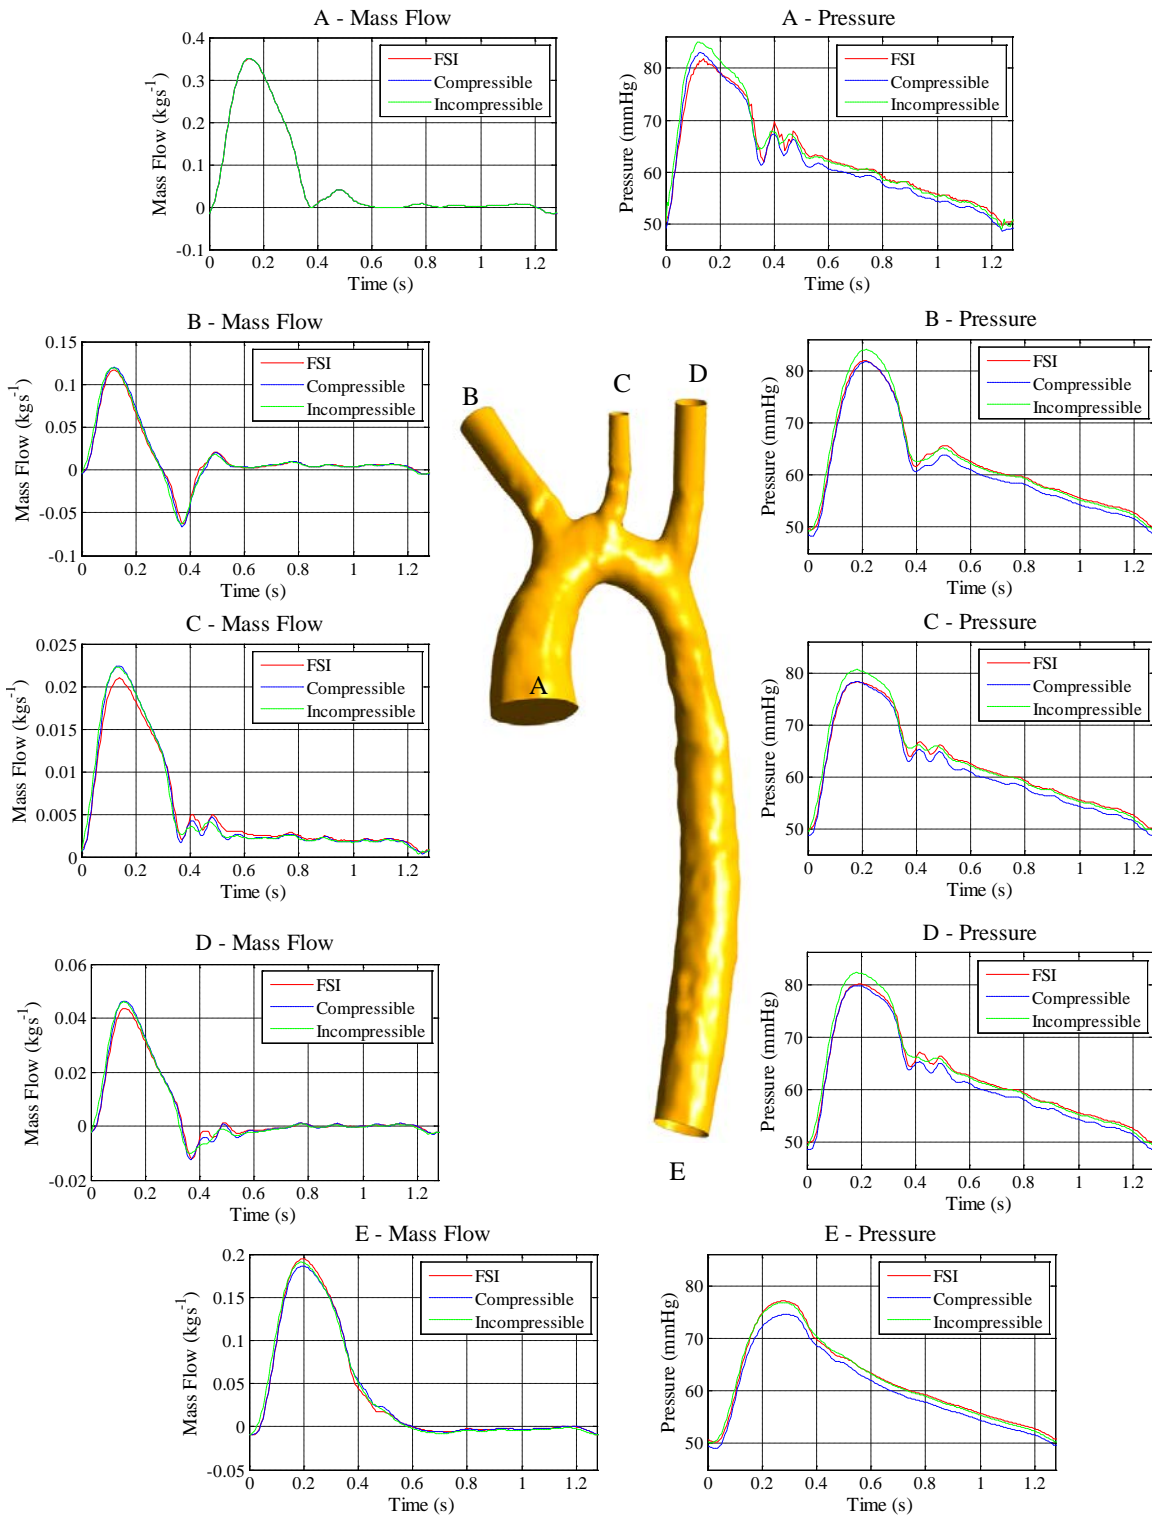 A - Mass Flow
Mass Flow (kgs-1)
0.4
0.3
0.2
0.1
0
-0.1
FSI
Compressible
Incompressible
0 0.2 0.4 0.6 0.8 1 1.2
Time (s)
A - Pressure
Pressure (mmHg)
80
70
60
50
FSI
Compressible
Incompressible
0 0.2 0.4 0.6 0.8 1 1.2
Time (s)
B - Mass Flow
Mass Flow (kgs-1)
0.15
0.1
0.05
0
-0.05
-0.1
FSI
Compressible
Incompressible
0 0.2 0.4 0.6 0.8 1 1.2
Time (s)
B
C
D
A
E
B - Pressure
Pressure (mmHg)
80
70
60
50
FSI
Compressible
Incompressible
0 0.2 0.4 0.6 0.8 1 1.2
Time (s)
C - Mass Flow
Mass Flow (kgs-1)
0.025
0.02
0.015
0.01
0.005
0
FSI
Compressible
Incompressible
0 0.2 0.4 0.6 0.8 1 1.2
Time (s)
C - Pressure
Pressure (mmHg)
80
70
60
50
FSI
Compressible
Incompressible
0 0.2 0.4 0.6 0.8 1 1.2
Time (s)
D - Mass Flow
Mass Flow (kgs-1)
0.06
0.04
0.02
0
-0.02
FSI
Compressible
Incompressible
0 0.2 0.4 0.6 0.8 1 1.2
Time (s)
D - Pressure
Pressure (mmHg)
80
70
60
50
FSI
Compressible
Incompressible
0 0.2 0.4 0.6 0.8 1 1.2
Time (s)
E - Mass Flow
Mass Flow (kgs-1)
0.2
0.15
0.1
0.05
0
-0.05
FSI
Compressible
Incompressible
0 0.2 0.4 0.6 0.8 1 1.2
Time (s)
E - Pressure
Pressure (mmHg)
80
70
60
50
FSI
Compressible
Incompressible
0 0.2 0.4 0.6 0.8 1 1.2
Time (s)